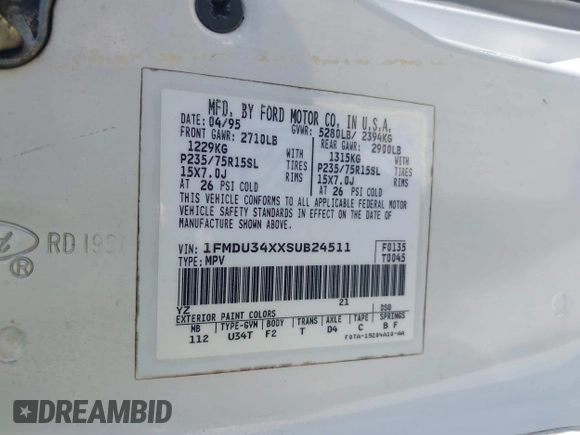 MFD. BY FORD MOTOR CO. IN U.S.A.
DATE: 04/95 GVWR: 5280LB/ 2394KG
FRONT GAWR: 2710LB REAR GAWR: 2900LB
1229KG WITH 1315KG WITH
P235/75R15SL TIRES P235/75R15SL TIRES
15X7.0J RIMS 15X7.0J RIMS
AT 26 PSI COLD AT 26 PSI COLD
THIS VEHICLE CONFORMS TO ALL APPLICABLE FEDERAL MOTOR
VEHICLE SAFETY STANDARDS IN EFFECT ON THE DATE OF
MANUFACTURE SHOWN ABOVE.
VIN: 1FMDU34XXSUB24511 F0135
TYPE: MPV T0045
YZ 21
EXTERIOR PAINT COLORS DSO
WB TYPE-GVM BODY TRANS AXLE TAPE SPRINGS
112 U34T F2 T D4 C B F
RD
®
DREAMBID